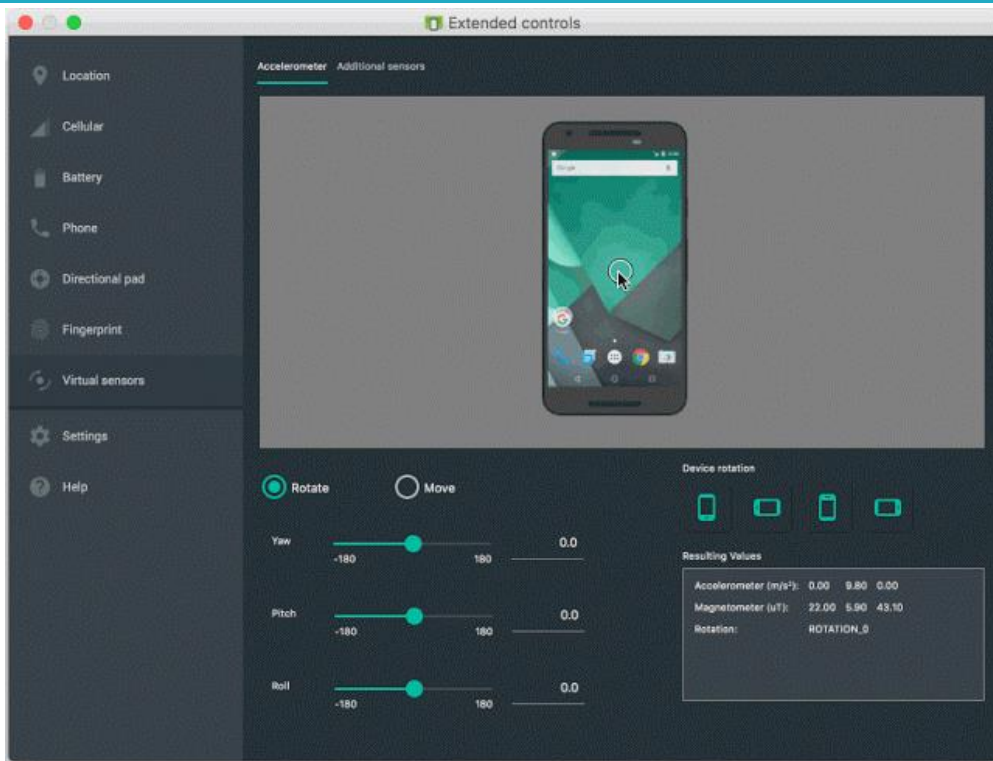 Extended controls
Location
Cellular
Battery
Phone
Directional pad
Fingerprint
Virtual sensors
Settings
Help
Accelerometer Additional sensors
Google
Rotate Move
Yaw -180 180 0.0
Pitch -180 180 0.0
Roll -180 180 0.0
Device rotation
Resulting Values
Accelerometer (m/s²): 0.00 9.80 0.00
Magnetometer (uT): 22.00 5.90 43.10
Rotation: ROTATION_0